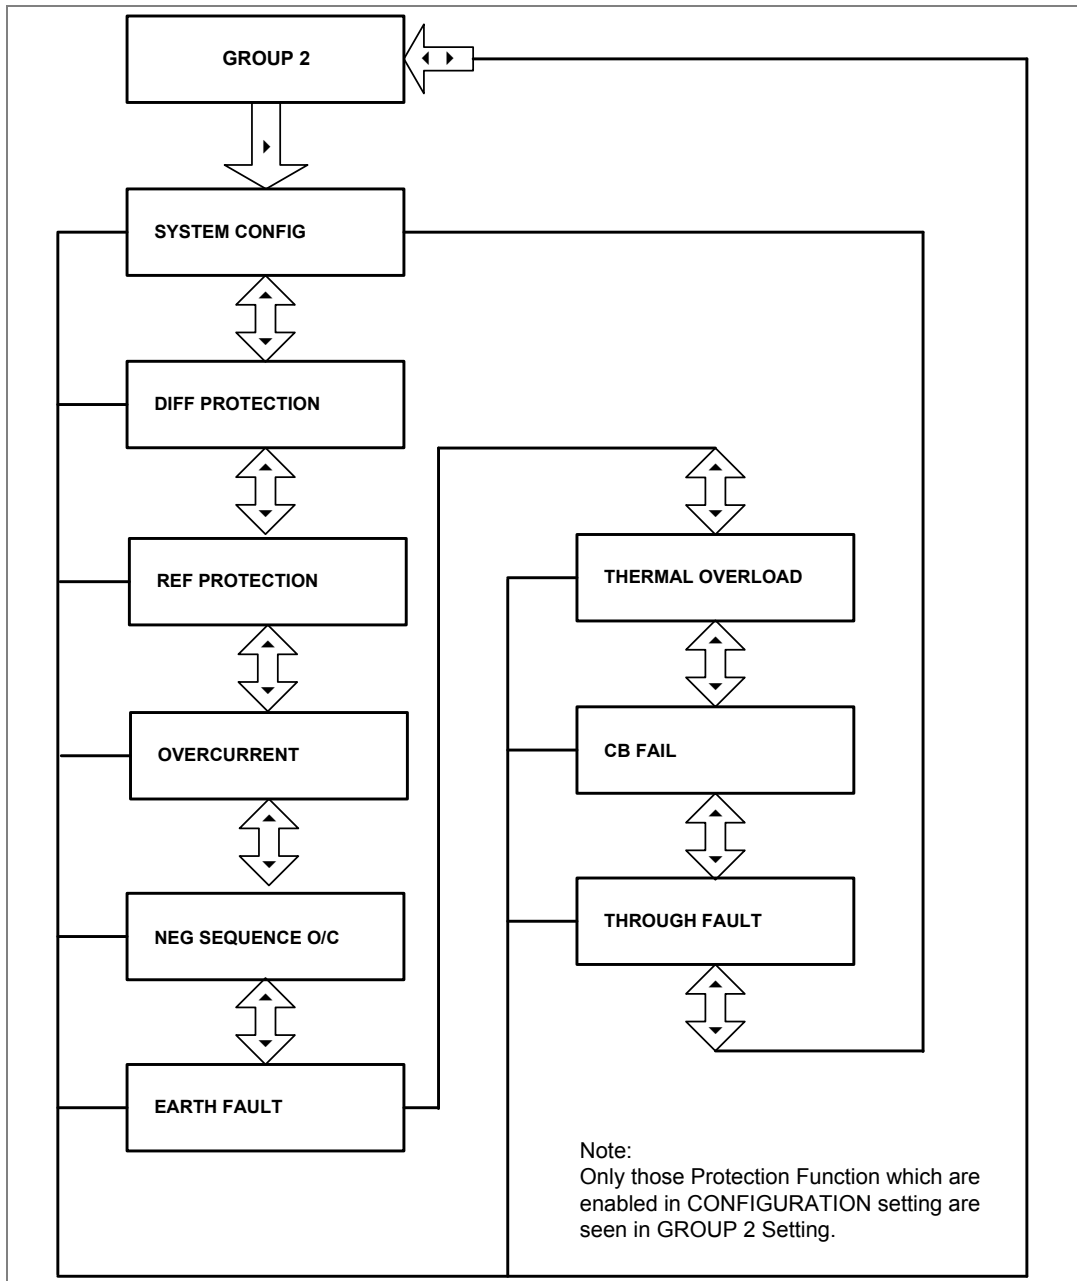 GROUP 2
SYSTEM CONFIG
DIFF PROTECTION
REF PROTECTION
OVERCURRENT
NEG SEQUENCE O/C
EARTH FAULT
THERMAL OVERLOAD
CB FAIL
THROUGH FAULT
Note:
Only those Protection Function which are
enabled in CONFIGURATION setting are
seen in GROUP 2 Setting.